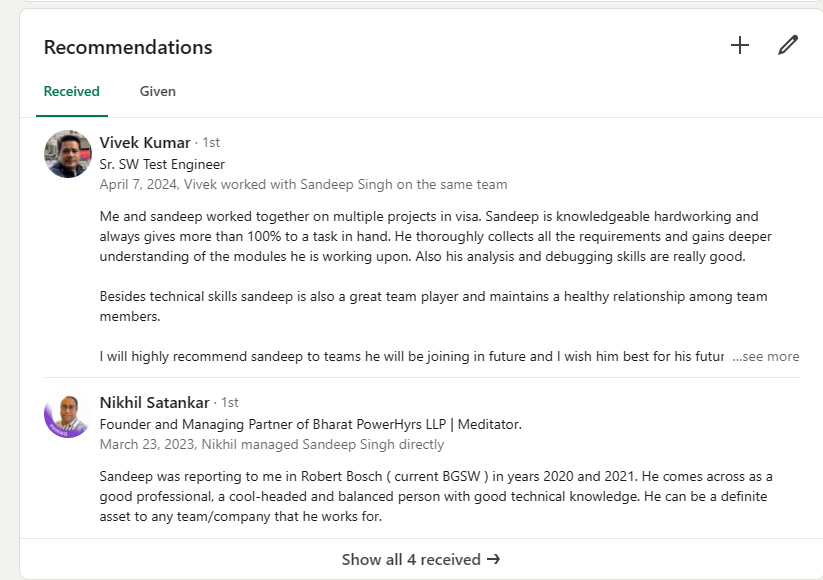 Recommendations
Received
Given
Vivek Kumar · 1st
Sr. SW Test Engineer
April 7, 2024, Vivek worked with Sandeep Singh on the same team
Me and sandeep worked together on multiple projects in visa. Sandeep is knowledgeable hardworking and
always gives more than 100% to a task in hand. He thoroughly collects all the requirements and gains deeper
understanding of the modules he is working upon. Also his analysis and debugging skills are really good.
Besides technical skills sandeep is also a great team player and maintains a healthy relationship among team
members.
I will highly recommend sandeep to teams he will be joining in future and I wish him best for his futur ...see more
Nikhil Satankar · 1st
Founder and Managing Partner of Bharat PowerHyrs LLP | Meditator.
March 23, 2023, Nikhil managed Sandeep Singh directly
Sandeep was reporting to me in Robert Bosch ( current BGSW ) in years 2020 and 2021. He comes across as a
good professional, a cool-headed and balanced person with good technical knowledge. He can be a definite
asset to any team/company that he works for.
Show all 4 received →